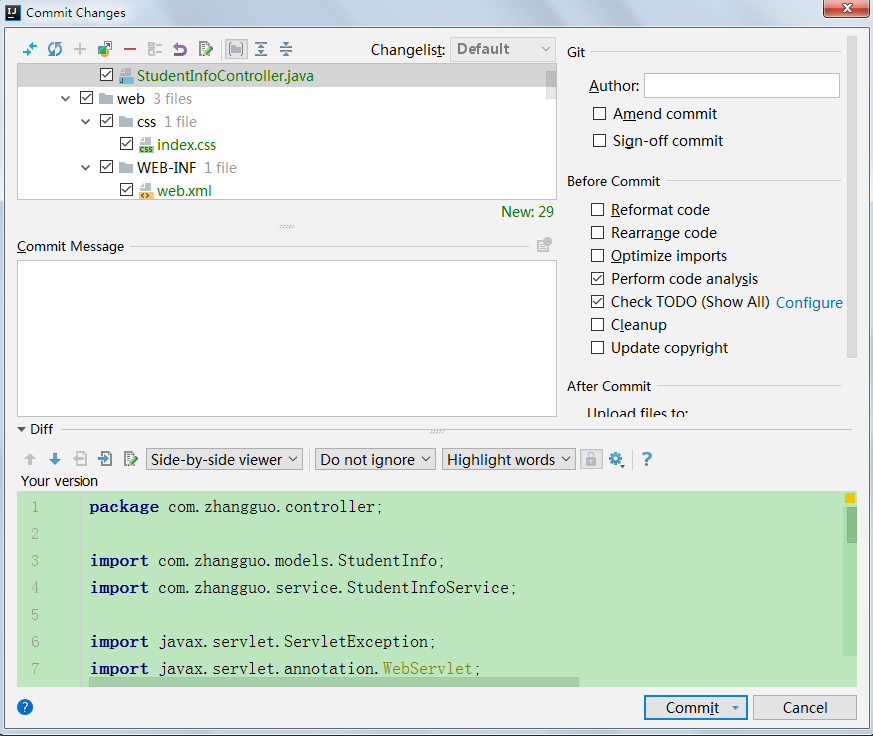 Commit Changes
Changelist: Default
StudentInfoController.java
web 3 files
css 1 file
index.css
WEB-INF 1 file
web.xml
New: 29
Commit Message
Git
Author:
Amend commit
Sign-off commit
Before Commit
Reformat code
Rearrange code
Optimize imports
Perform code analysis
Check TODO (Show All) Configure
Cleanup
Update copyright
After Commit
Upload files to:
Diff
Side-by-side viewer Do not ignore Highlight words ?
Your version
1 package com.zhangguo.controller;
2
3 import com.zhangguo.models.StudentInfo;
4 import com.zhangguo.service.StudentInfoService;
5
6 import javax.servlet.ServletException;
7 import javax.servlet.annotation.WebServlet;
? Commit Cancel